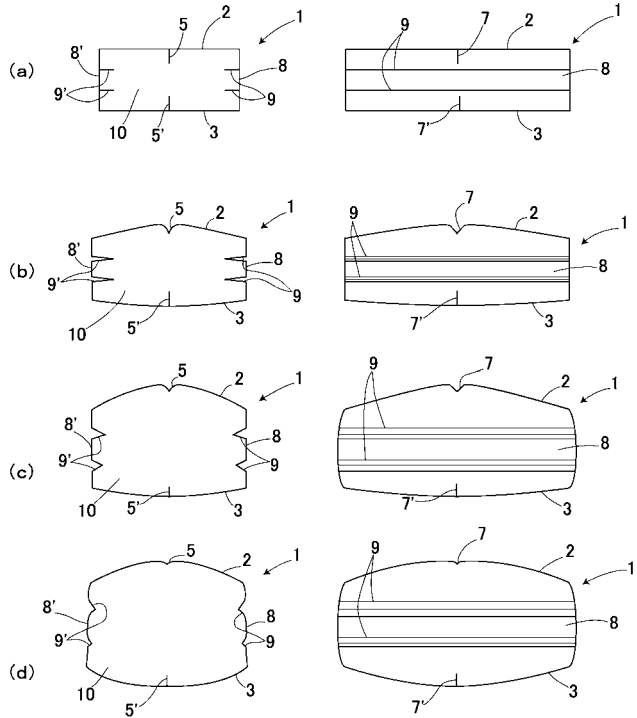 5 2 1 7 2 1
9
(a) 8' 8 8
9' 9
10 5' 3 7' 3
5 2 1 7 2 1
9
(b) 8' 8 8
9' 9
10 5' 3 7' 3
5 2 1 7 2 1
9
(c) 8' 8 8
9' 9
10 5' 3 7' 3
5 2 1 7 2 1
9
(d) 8' 8 8
9' 9
10 5' 3 7' 3